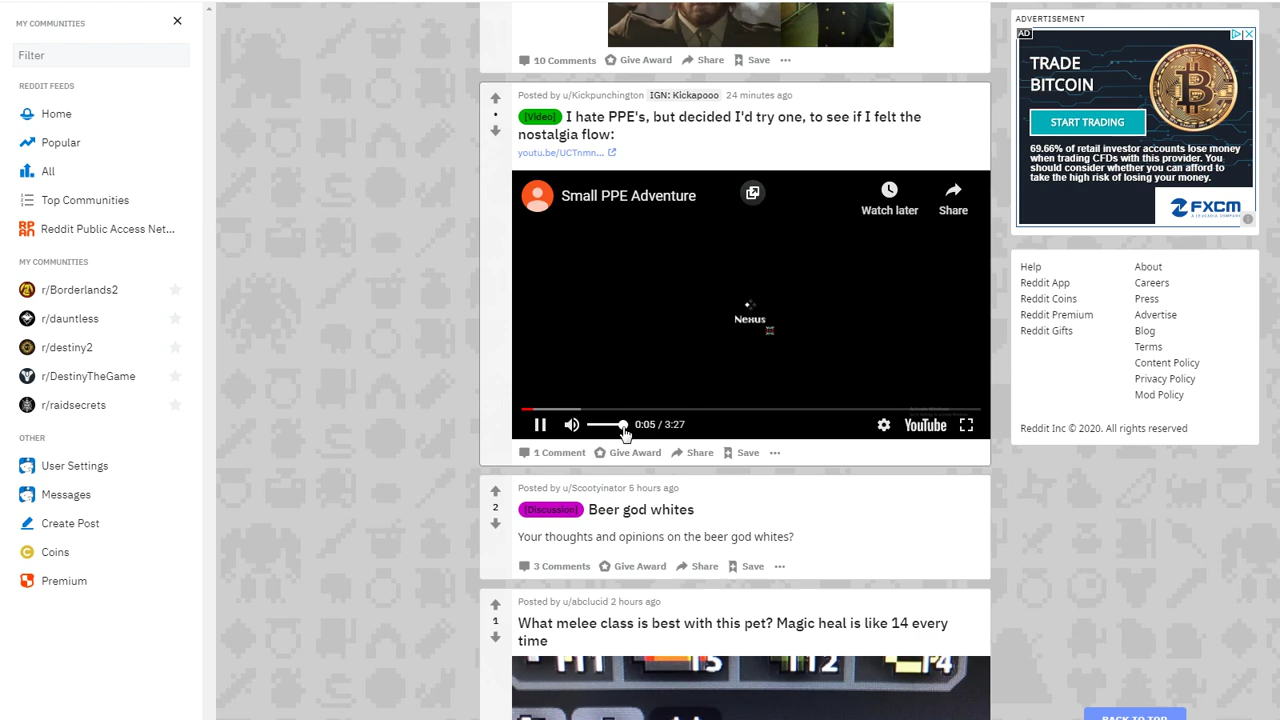 MY COMMUNITIES
Filter
REDDIT FEEDS
Home
Popular
All
Top Communities
Reddit Public Access Net...
MY COMMUNITIES
r/Borderlands2
r/dauntless
r/destiny2
r/DestinyTheGame
r/raidsecrets
OTHER
User Settings
Messages
Create Post
Coins
Premium
10 Comments Give Award Share Save
Posted by u/Kickpunchington IGN: Kickapooo 24 minutes ago
[Video] I hate PPE's, but decided I'd try one, to see if I felt the
nostalgia flow:
youtu.be/UCTnmn...
Small PPE Adventure
Watch later
Share
Nexus
0:05 / 3:27
YouTube
1 Comment Give Award Share Save
Posted by u/Scootyinator 5 hours ago
2
[Discussion] Beer god whites
Your thoughts and opinions on the beer god whites?
3 Comments Give Award Share Save
Posted by u/abclucid 2 hours ago
1
What melee class is best with this pet? Magic heal is like 14 every
time
ADVERTISEMENT
AD
TRADE
BITCOIN
START TRADING
69.66% of retail investor accounts lose money
when trading CFDs with this provider. You
should consider whether you can afford to
take the high risk of losing your money.
FXCM
Help
Reddit App
Reddit Coins
Reddit Premium
Reddit Gifts
About
Careers
Press
Advertise
Blog
Terms
Content Policy
Privacy Policy
Mod Policy
Reddit Inc © 2020. All rights reserved
BACK TO TOP